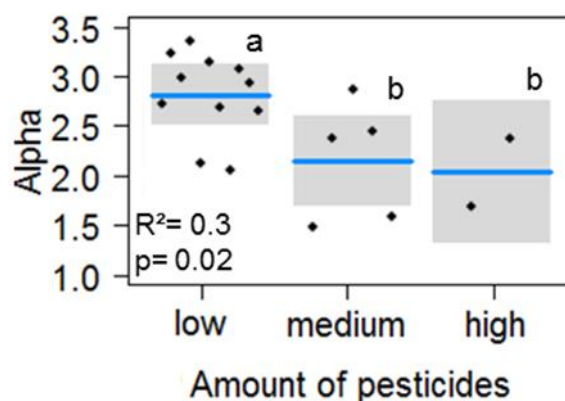 3.5
3.0
2.5
2.0
1.5
1.0
Alpha
a
b
b
R²= 0.3
p= 0.02
low medium high
Amount of pesticides